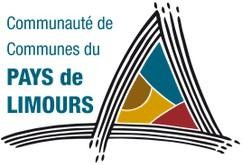 Communauté de
Communes du
PAYS de
LIMOURS